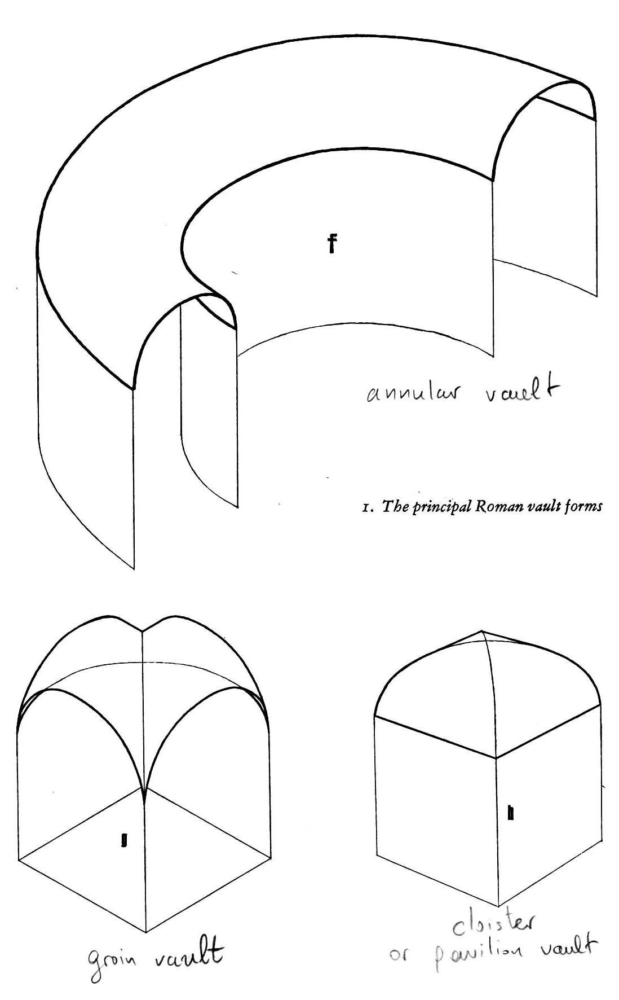 f
annular vault
1. The principal Roman vault forms
g
h
groin vault
cloister
or pavilion vault